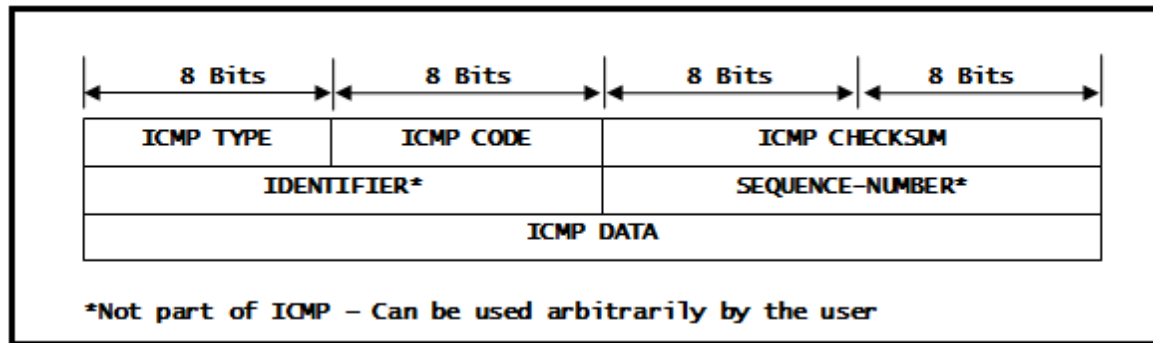 8 Bits 8 Bits 8 Bits 8 Bits
ICMP TYPE ICMP CODE ICMP CHECKSUM
IDENTIFIER* SEQUENCE-NUMBER*
ICMP DATA
*Not part of ICMP – Can be used arbitrarily by the user